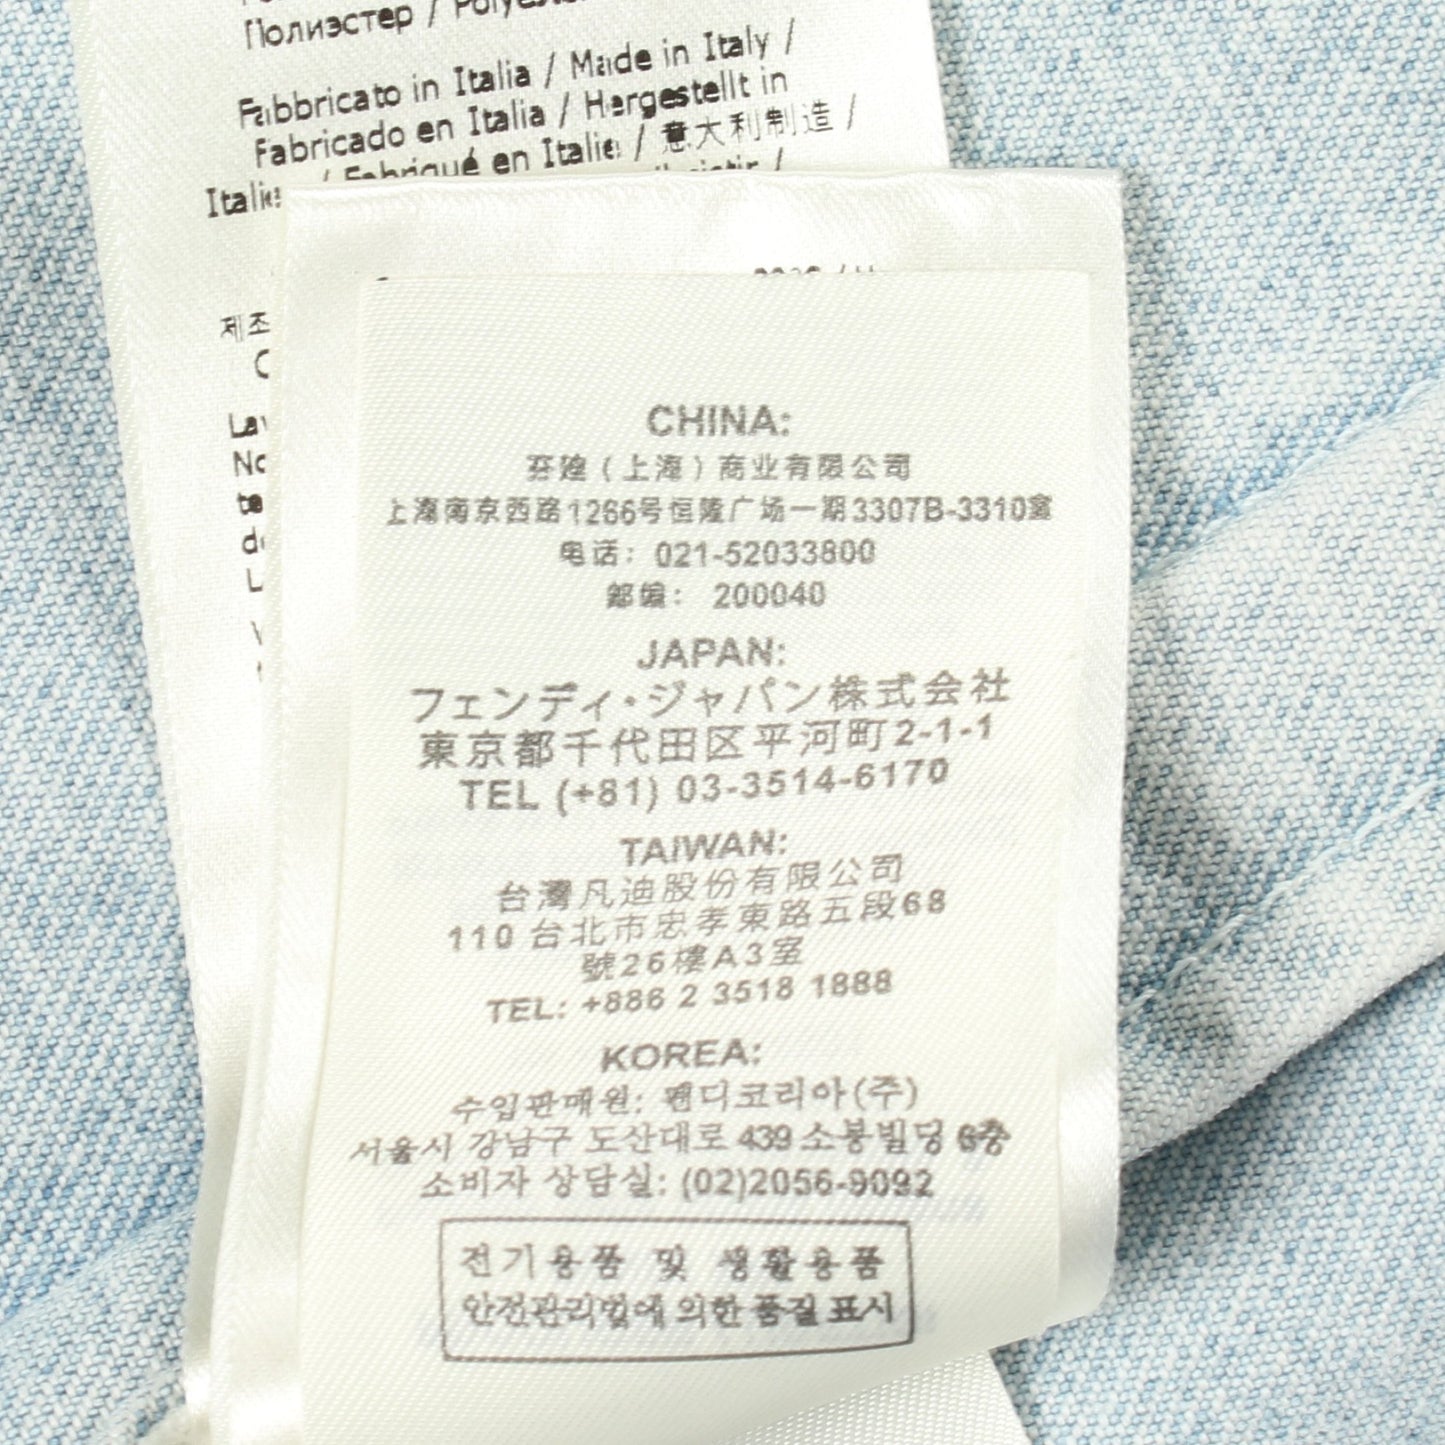 Полиэстер /
Fabbricato in Italia / Made in Italy /
Fabricado en Italia / Hergestellt in
Italie / Fabriqué en Italie / 意大利制造 /
CHINA:
芬迪（上海）商业有限公司
上海南京西路1266号恒隆广场一期3307B-3310室
电话：021-52033800
邮编： 200040
JAPAN:
フェンディ・ジャパン株式会社
東京都千代田区平河町2-1-1
TEL (+81) 03-3514-6170
TAIWAN:
台灣凡迪股份有限公司
110 台北市忠孝東路五段68
號26樓A3室
TEL: +886 2 3518 1888
KOREA:
수입판매원: 펜디코리아(주)
서울시 강남구 도산대로 439 소봉빌딩 6층
소비자 상담실: (02)2056-9092
전기용품 및 생활용품
안전관리법에 의한 품질표시